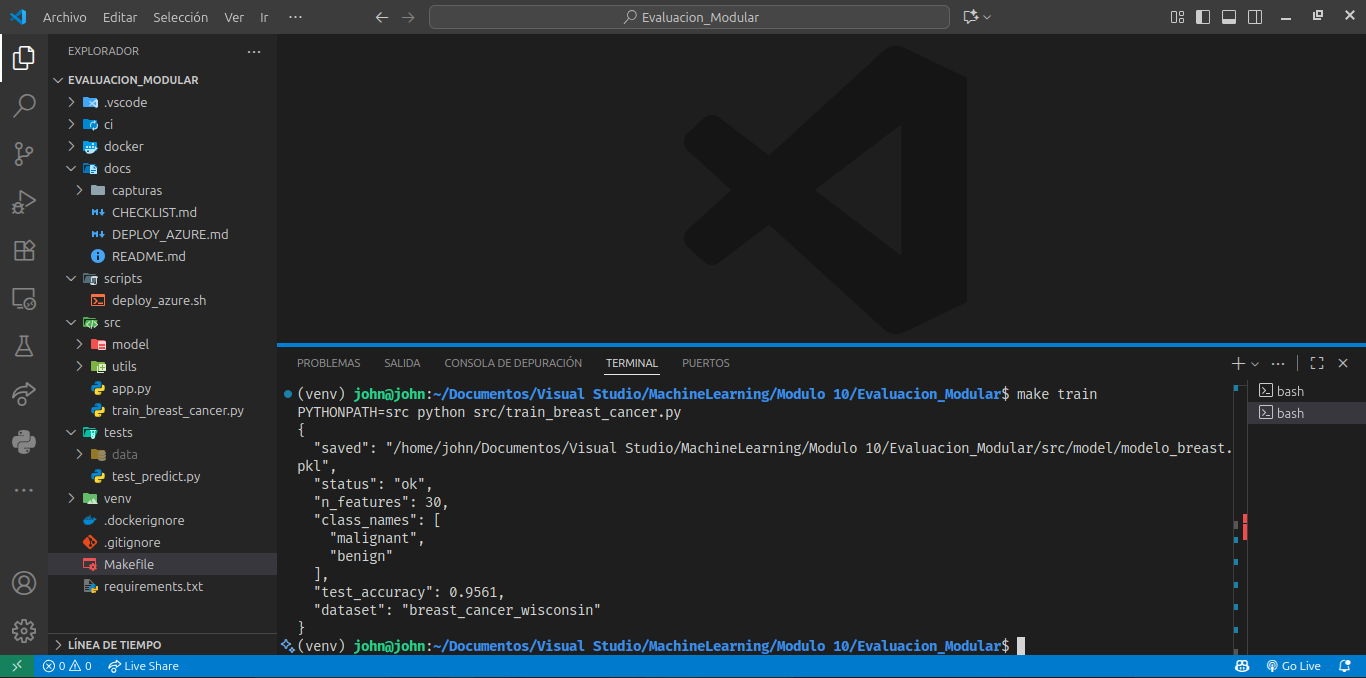 Archivo Editar Selección Ver Ir ···
Evaluacion_Modular
EXPLORADOR ···
EVALUACION_MODULAR
.vscode
ci
docker
docs
capturas
CHECKLIST.md
DEPLOY_AZURE.md
README.md
scripts
deploy_azure.sh
src
model
utils
app.py
train_breast_cancer.py
tests
data
test_predict.py
venv
.dockerignore
.gitignore
Makefile
requirements.txt
LÍNEA DE TIEMPO
PROBLEMAS SALIDA CONSOLA DE DEPURACIÓN TERMINAL PUERTOS
(venv) john@john:~/Documentos/Visual Studio/MachineLearning/Modulo 10/Evaluacion_Modular$ make train
PYTHONPATH=src python src/train_breast_cancer.py
{
"saved": "/home/john/Documentos/Visual Studio/MachineLearning/Modulo 10/Evaluacion_Modular/src/model/modelo_breast.
pkl",
"status": "ok",
"n_features": 30,
"class_names": [
"malignant",
"benign"
],
"test_accuracy": 0.9561,
"dataset": "breast_cancer_wisconsin"
}
(venv) john@john:~/Documentos/Visual Studio/MachineLearning/Modulo 10/Evaluacion_Modular$
bash
bash
0 0 Live Share
Go Live